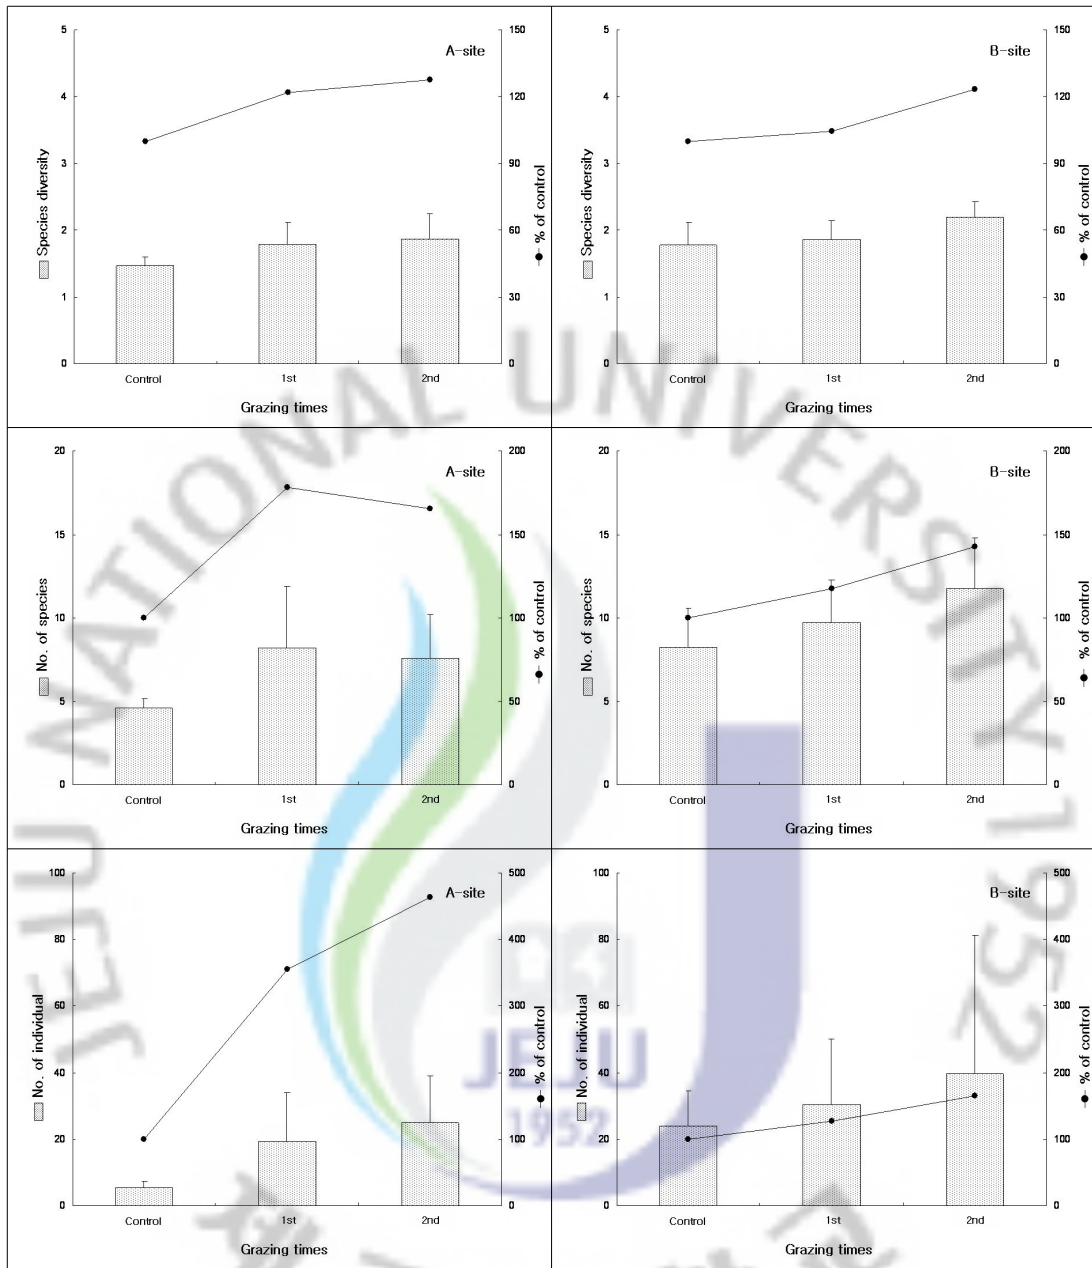 A-site
5
4
3
2
1
0
150
120
90
60
30
0
Species diversity
% of control
Control 1st 2nd
Grazing times
B-site
5
4
3
2
1
0
150
120
90
60
30
0
Species diversity
% of control
Control 1st 2nd
Grazing times
A-site
20
15
10
5
0
200
150
100
50
0
No. of species
% of control
Control 1st 2nd
Grazing times
B-site
20
15
10
5
0
200
150
100
50
0
No. of species
% of control
Control 1st 2nd
Grazing times
A-site
100
80
60
40
20
0
500
400
300
200
100
0
No. of individual
% of control
Control 1st 2nd
Grazing times
B-site
100
80
60
40
20
0
500
400
300
200
100
0
No. of individual
% of control
Control 1st 2nd
Grazing times
JEJU NATIONAL UNIVERSITY 1952
JEJU
1952